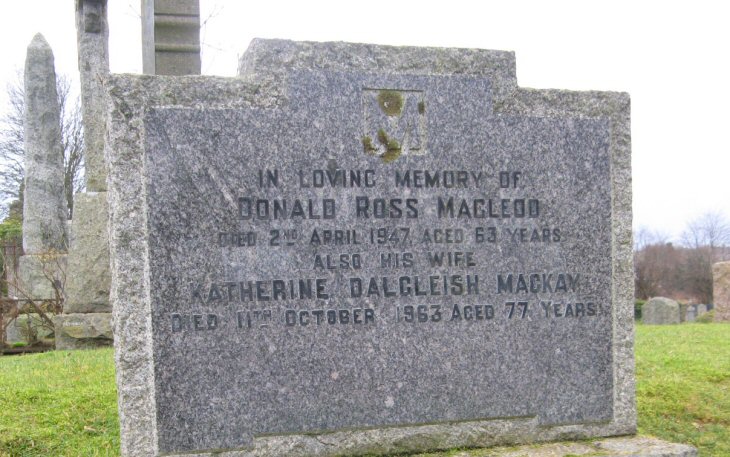 M
IN LOVING MEMORY OF
DONALD ROSS MACLEOD
DIED 2ND APRIL 1947, AGED 63 YEARS
ALSO HIS WIFE
KATHERINE DALGLEISH MACKAY
DIED 11TH OCTOBER 1963 AGED 77 YEARS